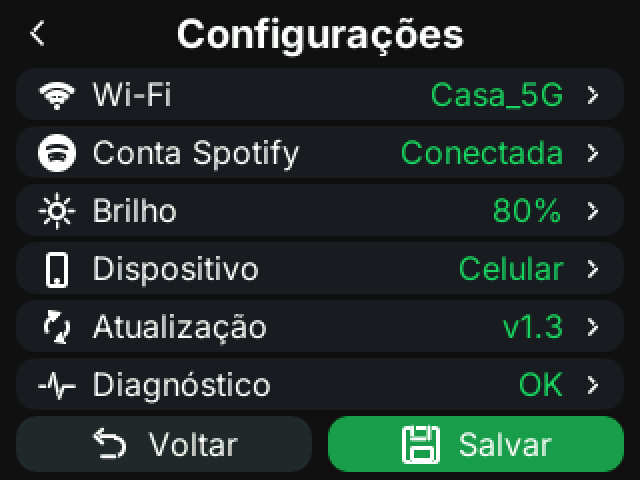 Configurações
Wi-Fi Casa_5G
Conta Spotify Conectada
Brilho 80%
Dispositivo Celular
Atualização v1.3
Diagnóstico OK
Voltar Salvar